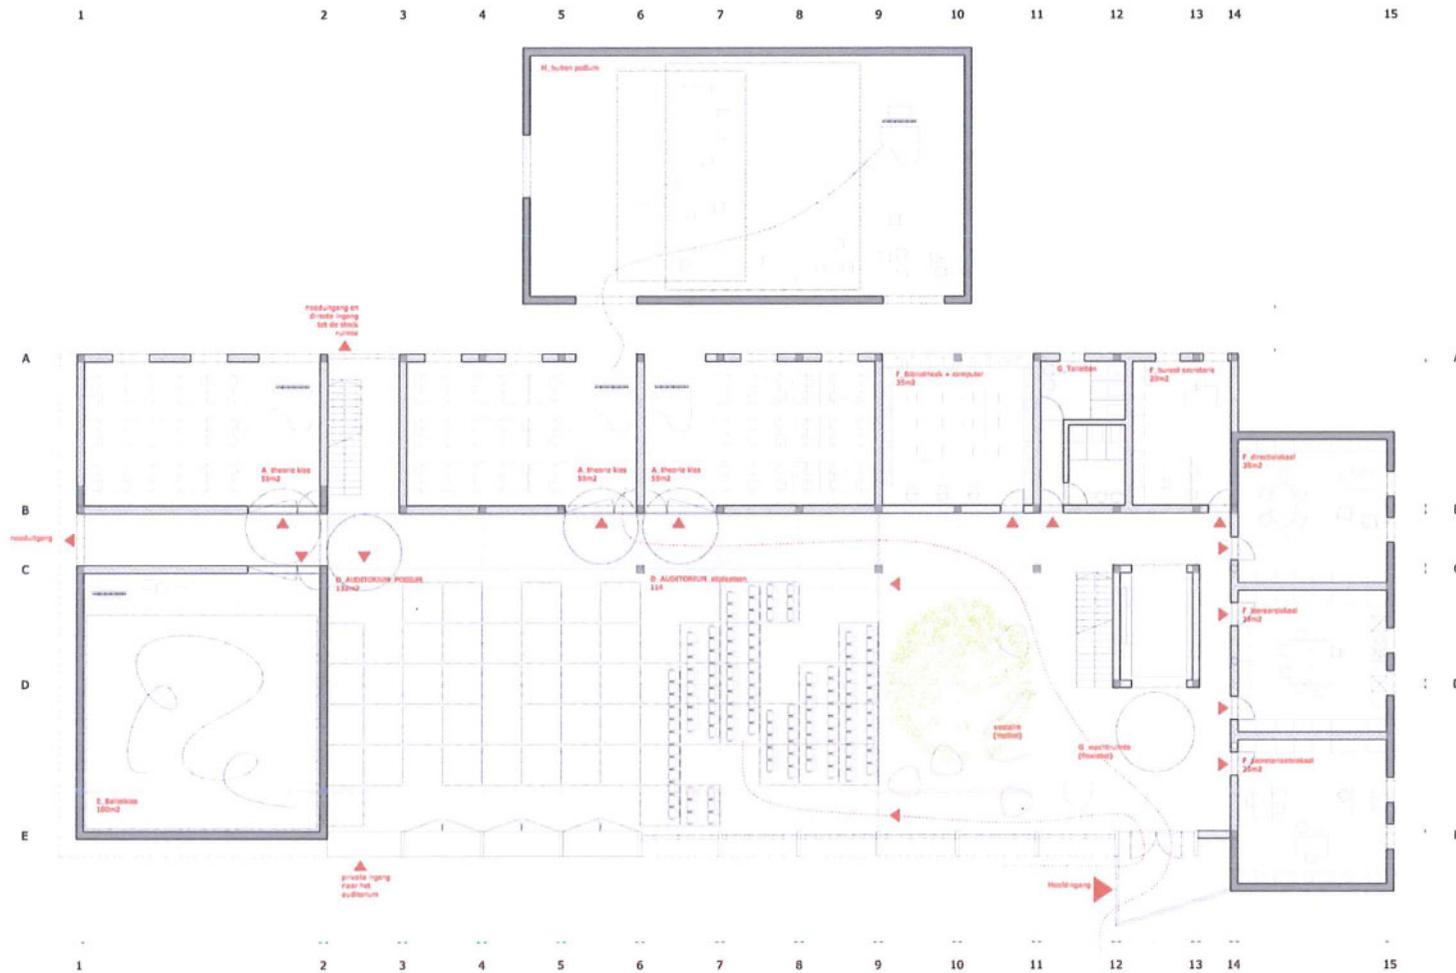 1 2 3 4 5 6 7 8 9 10 11 12 13 14 15
H_buiten podium
nooduitgang en
directe ingang
tot de stock
ruimte
A
F_Bibliotheek + computer
35m2
G_Toiletten
F_bureel secretaris
20m2
A_theorie klas
55m2
A_theorie klas
55m2
A_theorie klas
55m2
F_directielokaal
B
nooduitgang
C
D_AUDITORIUM_PODIUM
132m2
D_AUDITORIUM_zitplaatsen
114
F_leraarslokaal
D
vestaire
G_wachtruimte
F_secretariaatslokaal
E_Balletklas
100m2
E
private ingang
naar het
auditorium
Hoofdingang
1 2 3 4 5 6 7 8 9 10 11 12 13 14 15